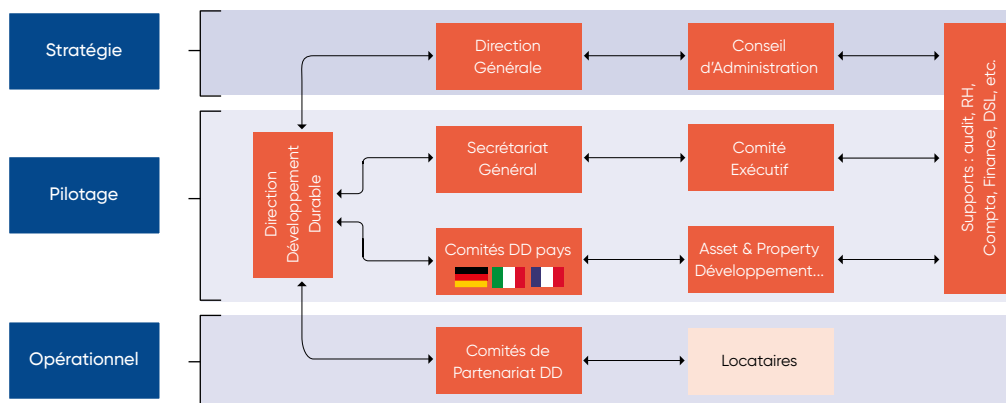 Stratégie
Direction
Générale
Conseil
d’Administration
Pilotage
Direction
Développement
Durable
Secrétariat
Général
Comité
Exécutif
Comités DD pays
Asset & Property
Développement...
Supports : audit, RH,
Compta, Finance, DSL, etc.
Opérationnel
Comités de
Partenariat DD
Locataires